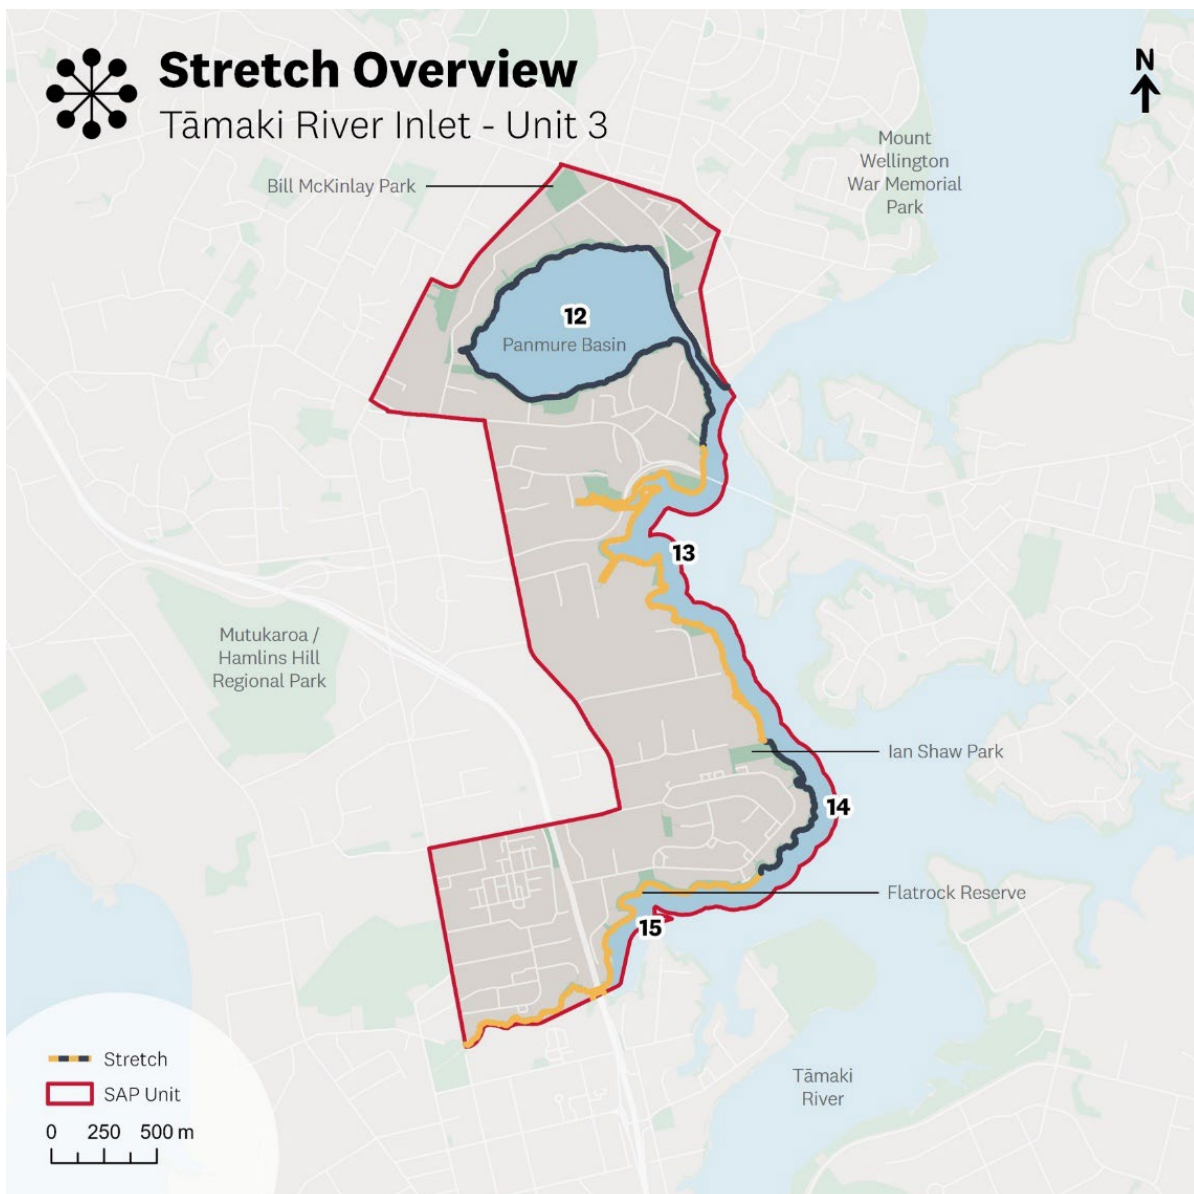 Stretch Overview
Tāmaki River Inlet - Unit 3
N
Mount
Wellington
War Memorial
Park
Bill McKinlay Park
12
Panmure Basin
13
Mutukaroa /
Hamlins Hill
Regional Park
Ian Shaw Park
14
Flatrock Reserve
15
Tāmaki
River
Stretch
SAP Unit
0 250 500 m